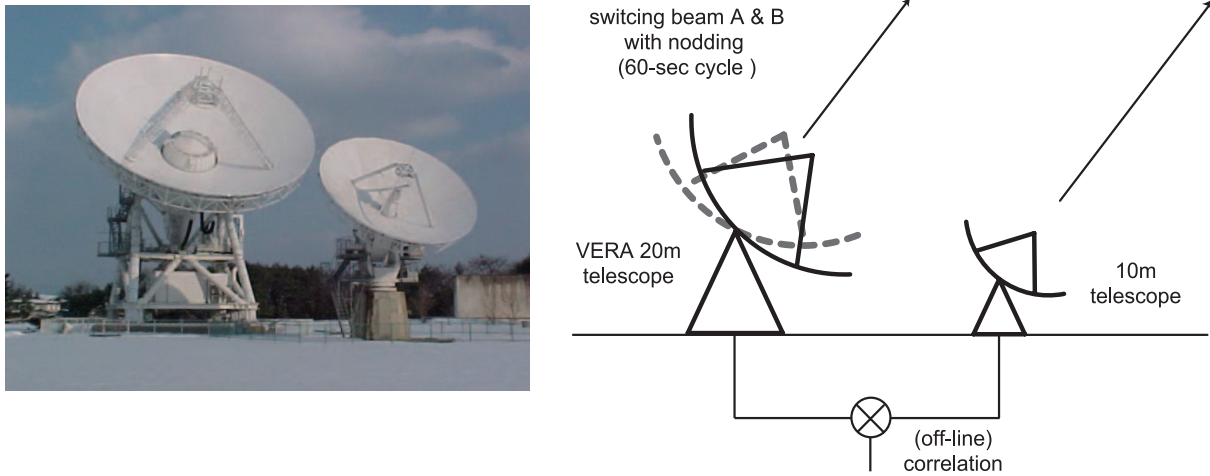 switcing beam A & B
with nodding
(60-sec cycle )
VERA 20m
telescope
10m
telescope
(off-line)
correlation